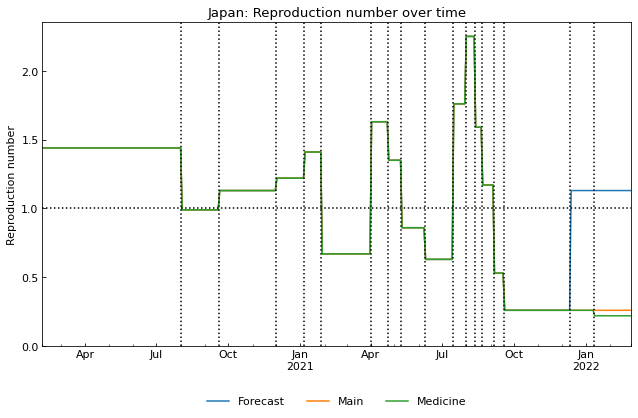 Japan: Reproduction number over time
Reproduction number
2.0
1.5
1.0
0.5
0.0
Apr Jul Oct Jan Apr Jul Oct Jan
2021 2022
Forecast Main Medicine